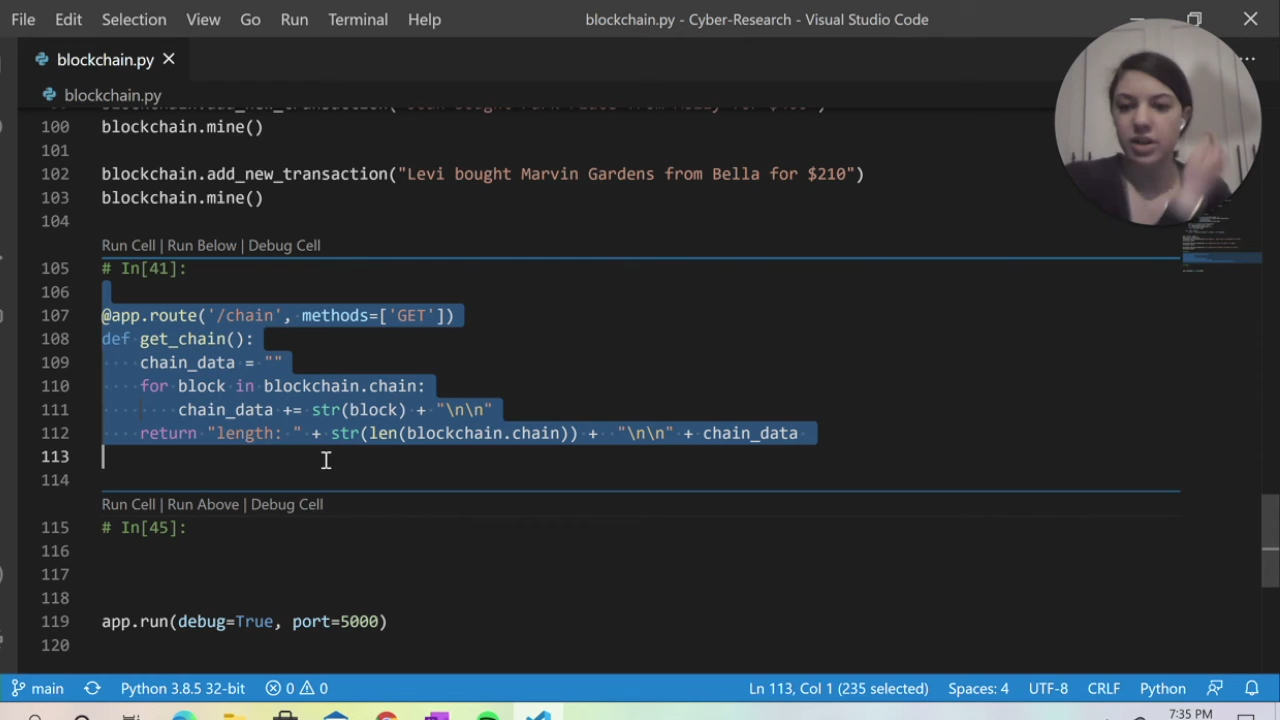 File Edit Selection View Go Run Terminal Help blockchain.py - Cyber-Research - Visual Studio Code
blockchain.py
blockchain.py
100 blockchain.mine()
101
102 blockchain.add_new_transaction("Levi bought Marvin Gardens from Bella for $210")
103 blockchain.mine()
104
Run Cell | Run Below | Debug Cell
105 # In[41]:
106
107 @app.route('/chain', methods=['GET'])
108 def get_chain():
109 chain_data = ""
110 for block in blockchain.chain:
111 chain_data += str(block) + "\n\n"
112 return "length: " + str(len(blockchain.chain)) + "\n\n" + chain_data
113
114
Run Cell | Run Above | Debug Cell
115 # In[45]:
116
117
118
119 app.run(debug=True, port=5000)
120
main Python 3.8.5 32-bit 0 0 Ln 113, Col 1 (235 selected) Spaces: 4 UTF-8 CRLF Python
7:35 PM